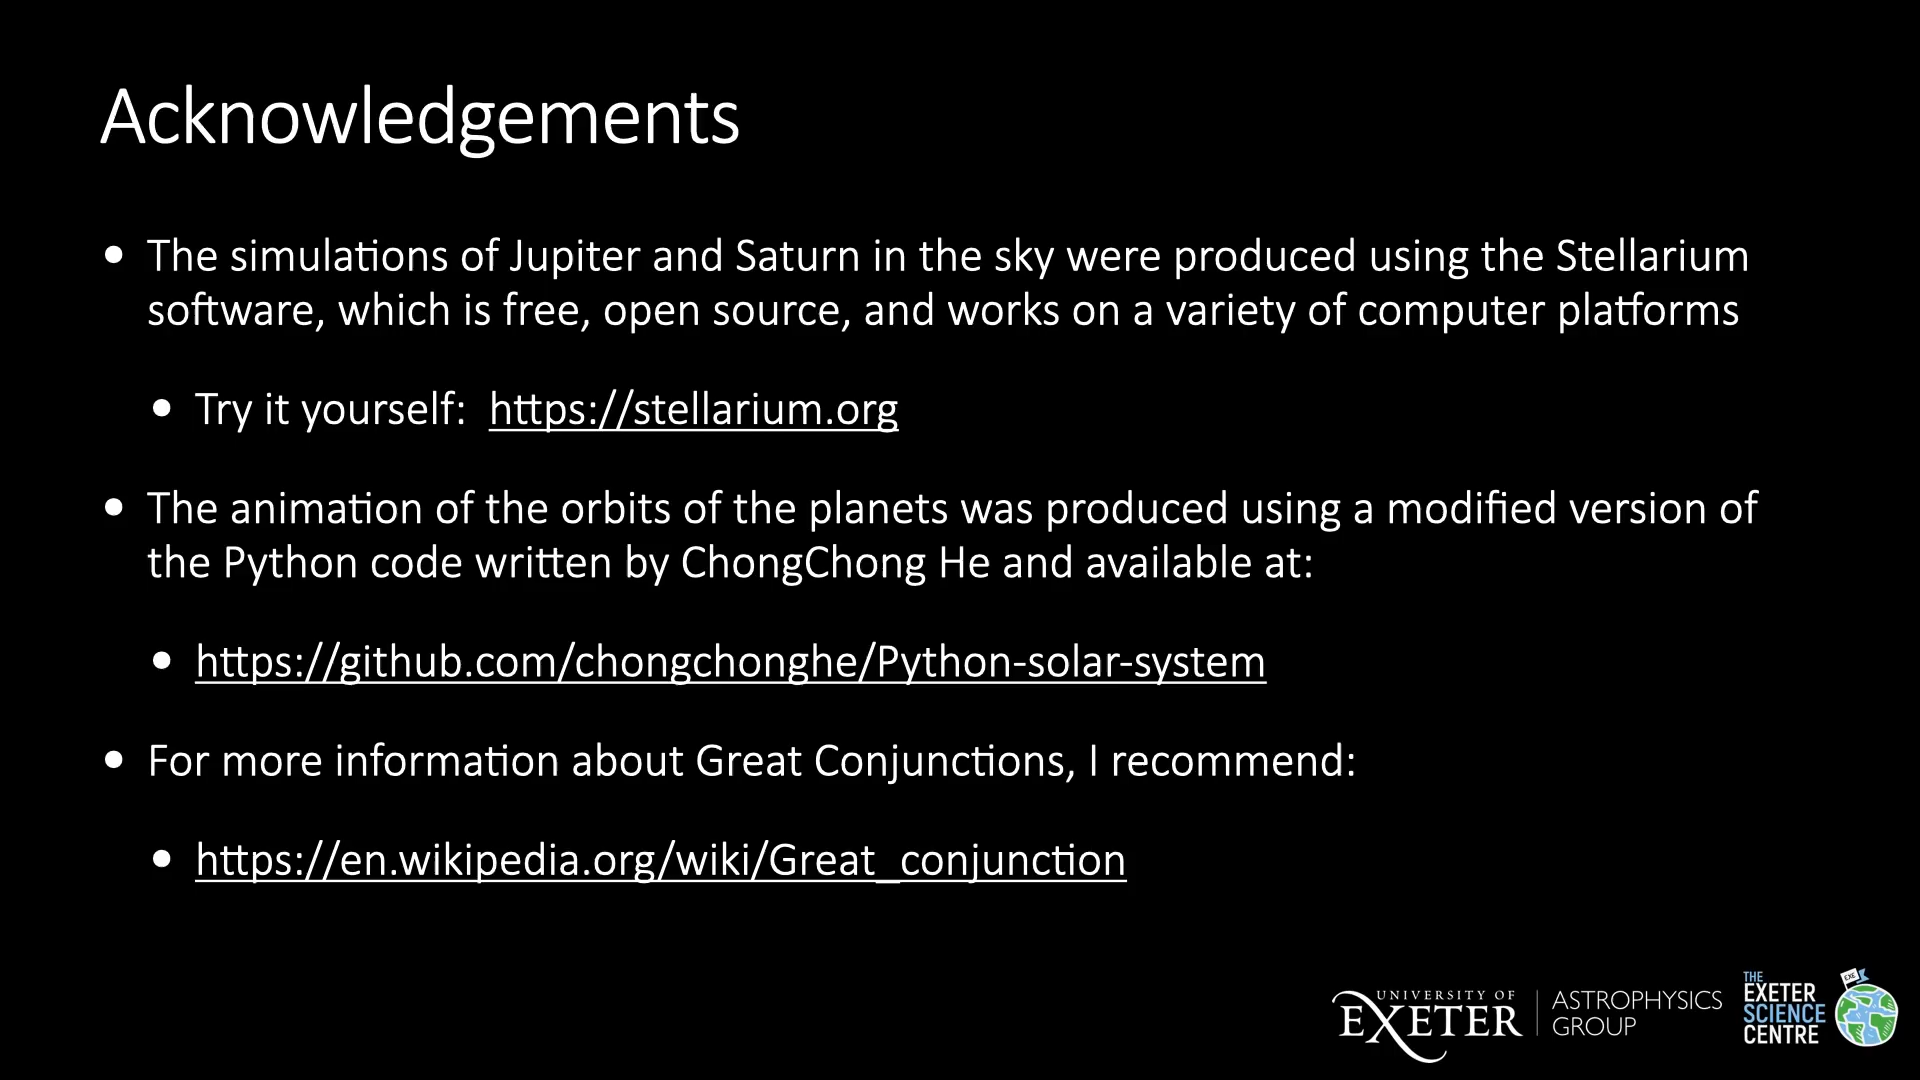 Acknowledgements
• The simulations of Jupiter and Saturn in the sky were produced using the Stellarium
software, which is free, open source, and works on a variety of computer platforms
• Try it yourself: https://stellarium.org
• The animation of the orbits of the planets was produced using a modified version of
the Python code written by ChongChong He and available at:
• https://github.com/chongchonghe/Python-solar-system
• For more information about Great Conjunctions, I recommend:
• https://en.wikipedia.org/wiki/Great_conjunction
UNIVERSITY OF
EXETER
ASTROPHYSICS
GROUP
THE
EXETER
SCIENCE
CENTRE
EXE